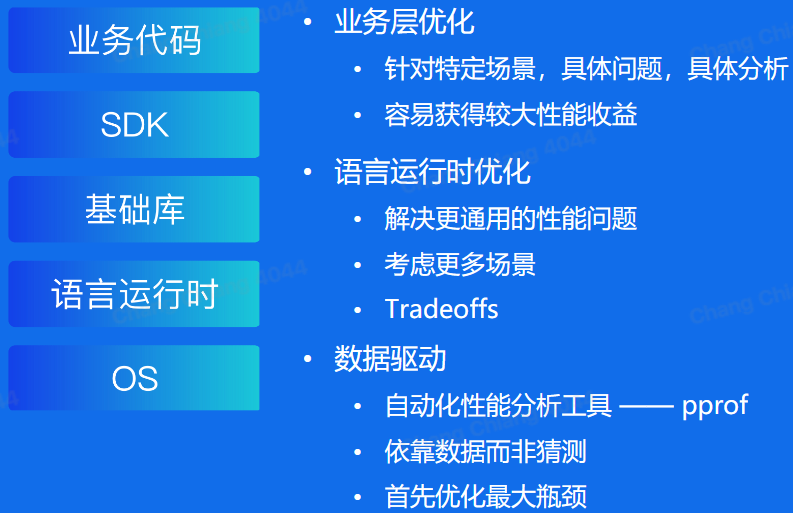 业务代码
SDK
基础库
语言运行时
OS
• 业务层优化
• 针对特定场景，具体问题，具体分析
• 容易获得较大性能收益
• 语言运行时优化
• 解决更通用的性能问题
• 考虑更多场景
• Tradeoffs
• 数据驱动
• 自动化性能分析工具 —— pprof
• 依靠数据而非猜测
• 首先优化最大瓶颈